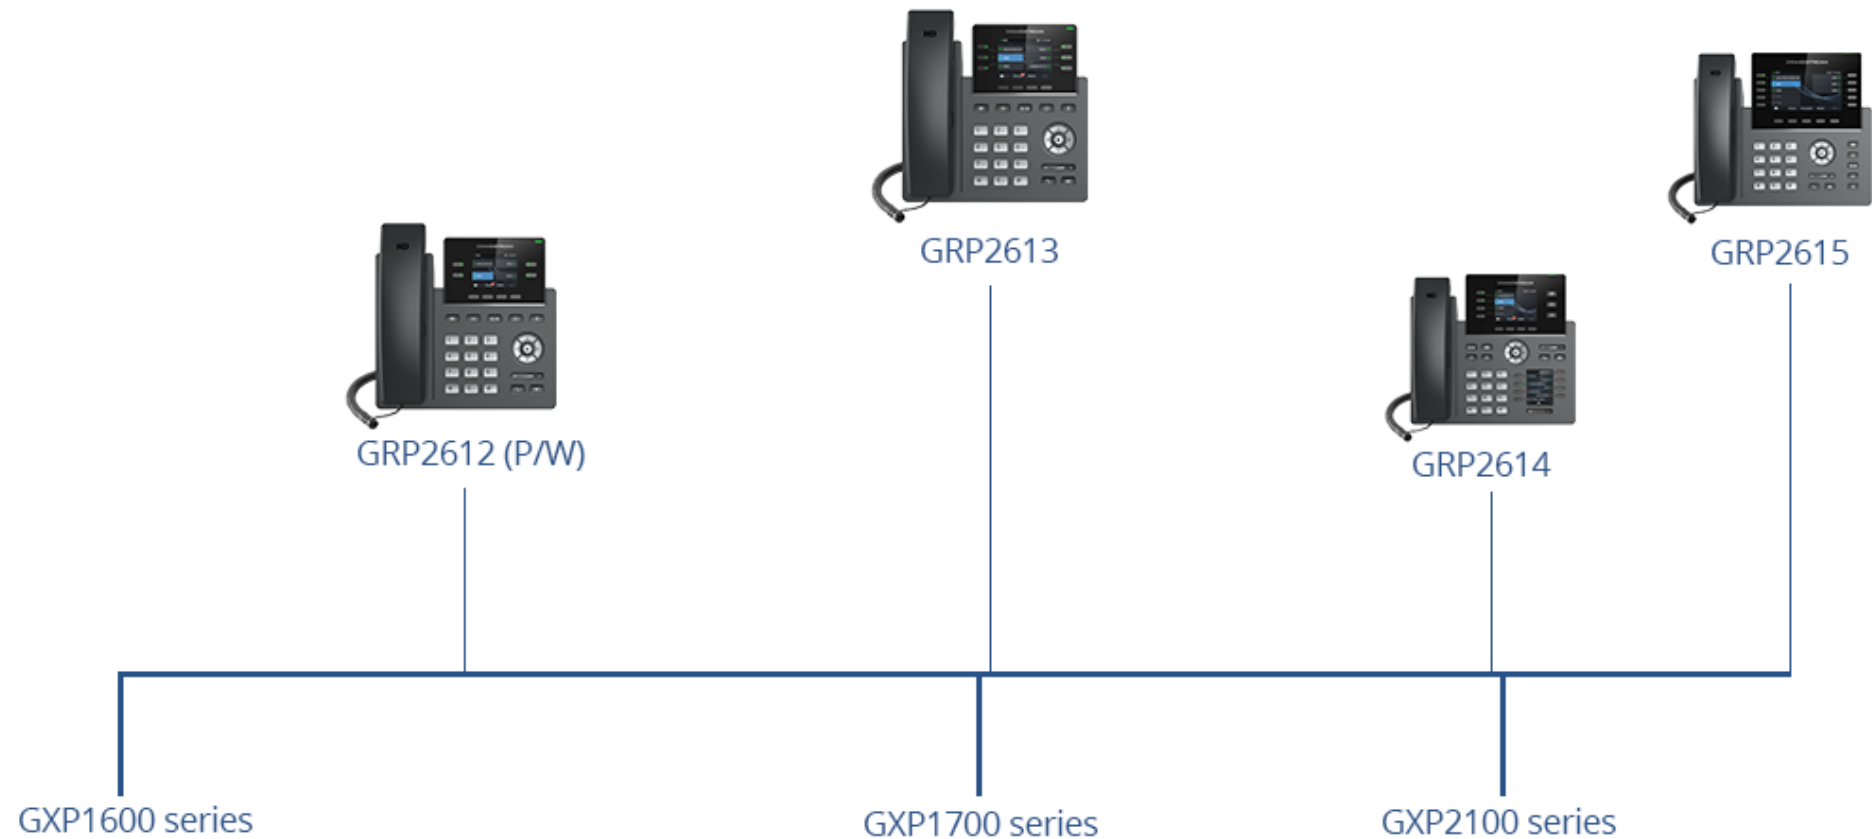 GRP2613
GRP2615
GRP2612 (P/W)
GRP2614
GXP1600 series
GXP1700 series
GXP2100 series